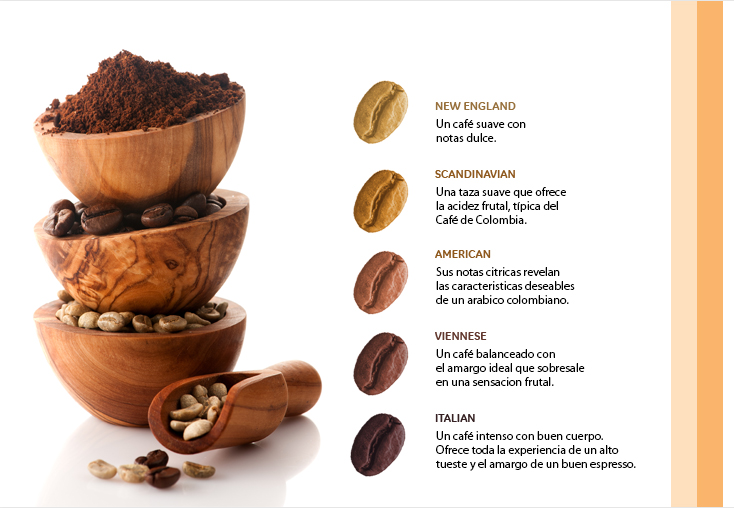 NEW ENGLAND
Un café suave con
notas dulce.
SCANDINAVIAN
Una taza suave que ofrece
la acidez frutal, típica del
Café de Colombia.
AMERICAN
Sus notas citricas revelan
las caracteristicas deseables
de un arabico colombiano.
VIENNESE
Un café balanceado con
el amargo ideal que sobresale
en una sensacion frutal.
ITALIAN
Un café intenso con buen cuerpo.
Ofrece toda la experiencia de un alto
tueste y el amargo de un buen espresso.